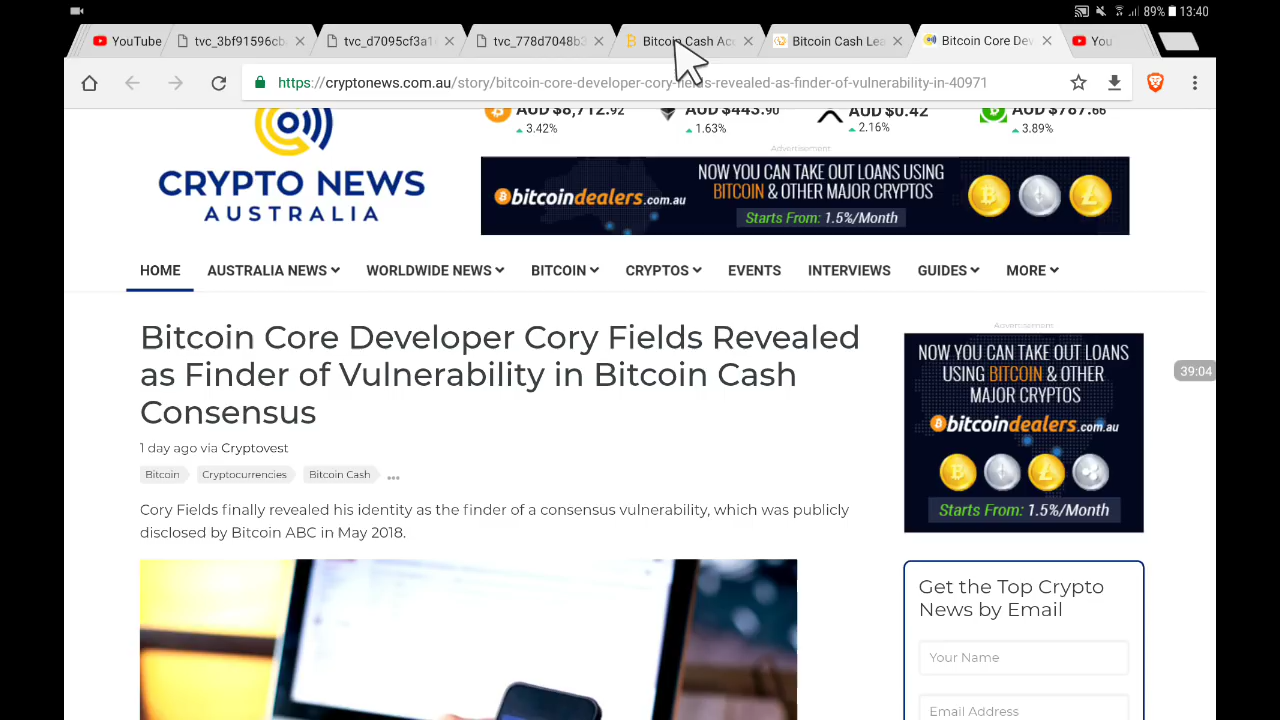 89% 13:40
YouTube
tvc_3bf91596cb
tvc_d7095cf3a1
tvc_778d7048b3
Bitcoin Cash Acc
Bitcoin Cash Lea
Bitcoin Core Dev
You
https://cryptonews.com.au/story/bitcoin-core-developer-cory-fields-revealed-as-finder-of-vulnerability-in-40971
AUD $8,712.92
3.42%
AUD $443.90
1.63%
AUD $0.42
2.16%
AUD $787.66
3.89%
CRYPTO NEWS
AUSTRALIA
Advertisement
bitcoindealers.com.au
NOW YOU CAN TAKE OUT LOANS USING
BITCOIN & OTHER MAJOR CRYPTOS
Starts From: 1.5%/Month
HOME AUSTRALIA NEWS WORLDWIDE NEWS BITCOIN CRYPTOS EVENTS INTERVIEWS GUIDES MORE
Bitcoin Core Developer Cory Fields Revealed
as Finder of Vulnerability in Bitcoin Cash
Consensus
1 day ago via Cryptovest
Bitcoin Cryptocurrencies Bitcoin Cash •••
Cory Fields finally revealed his identity as the finder of a consensus vulnerability, which was publicly
disclosed by Bitcoin ABC in May 2018.
Advertisement
NOW YOU CAN TAKE OUT LOANS
USING BITCOIN & OTHER
MAJOR CRYPTOS
bitcoindealers.com.au
Starts From: 1.5%/Month
39:04
Get the Top Crypto
News by Email
Your Name
Email Address